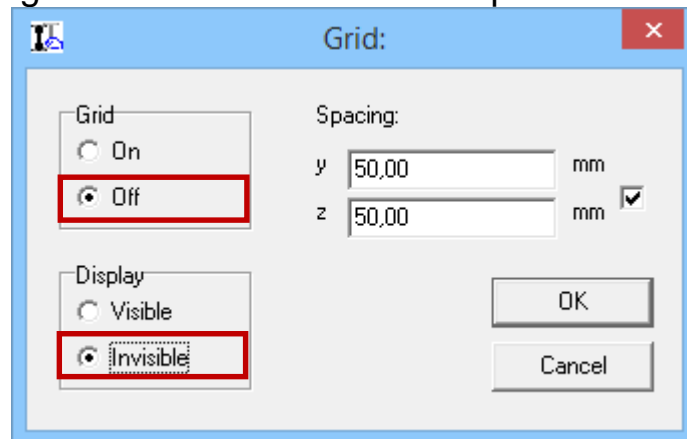 Grid:
Grid
On
Off
Spacing:
y 50,00 mm
z 50,00 mm
Display
Visible
Invisible
OK
Cancel